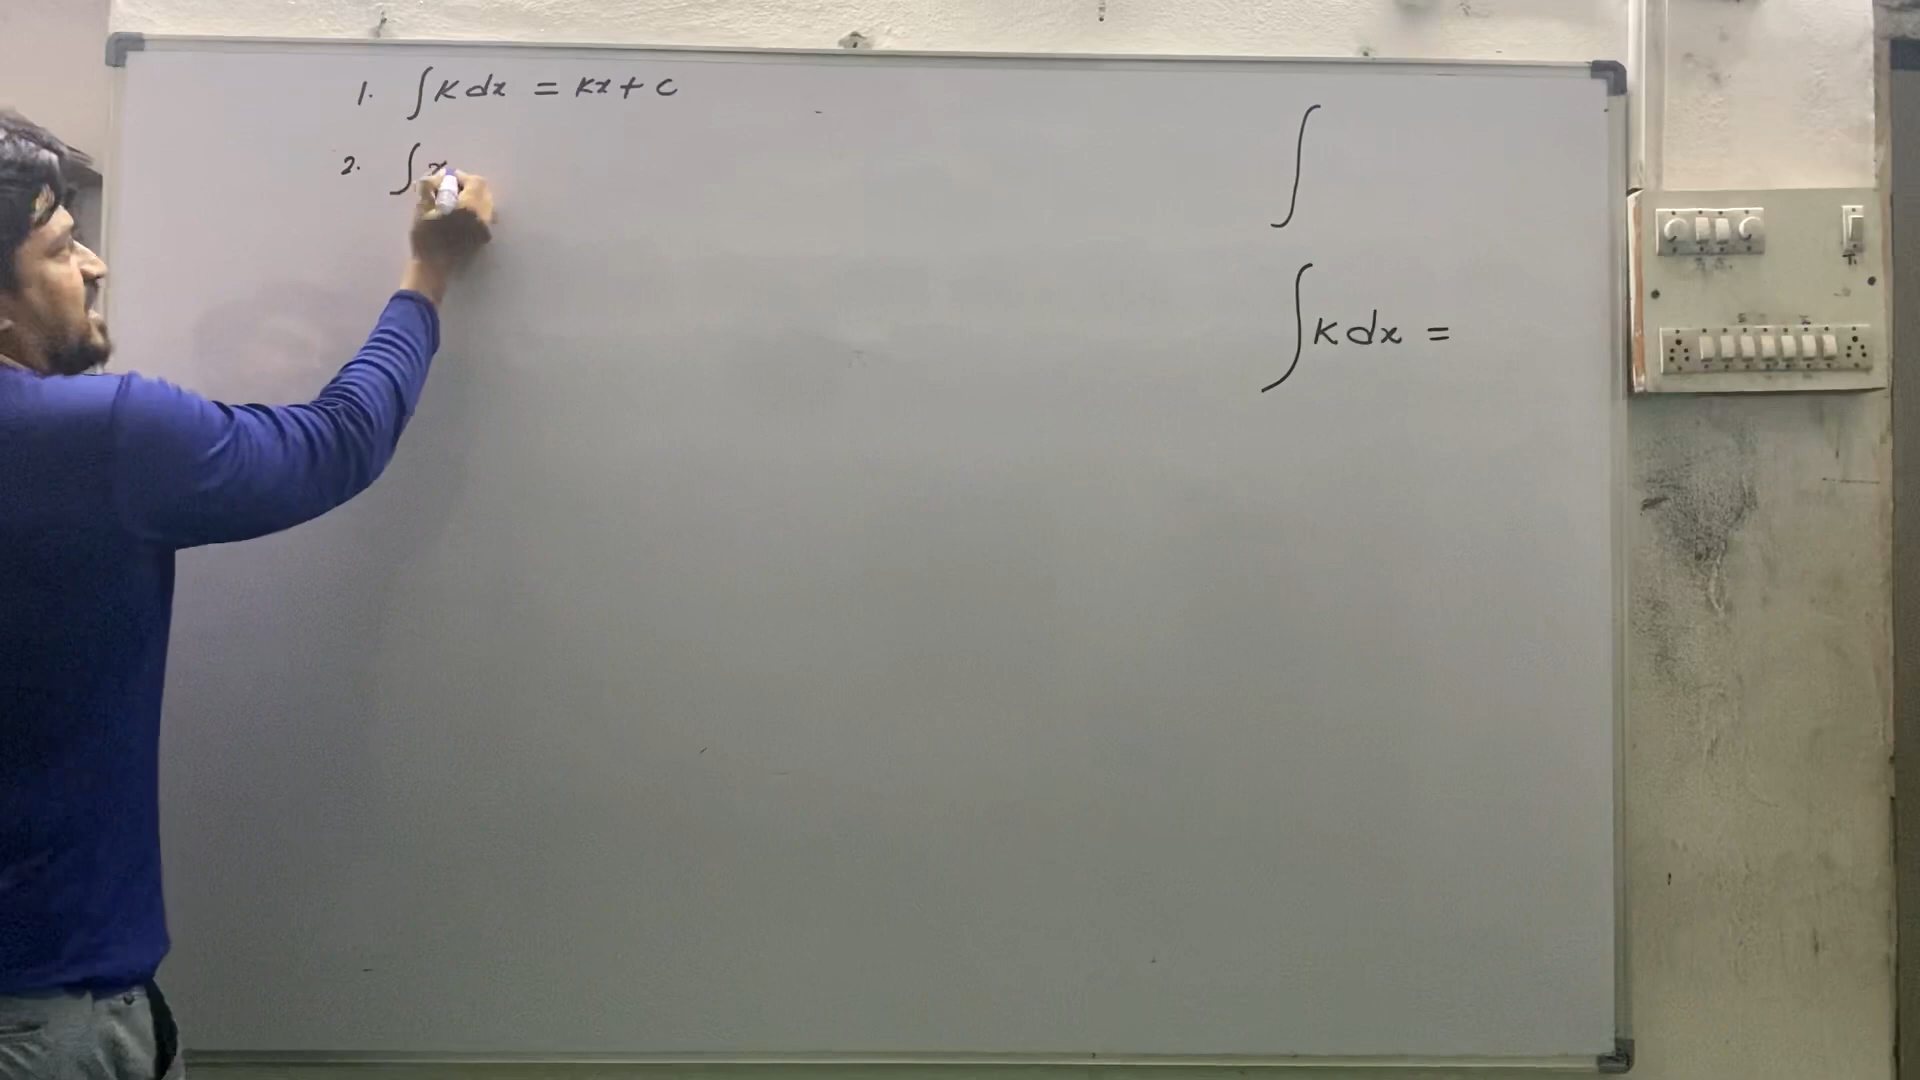 1. ∫ K dx = Kx + C
2. ∫ x
∫
∫ K dx =